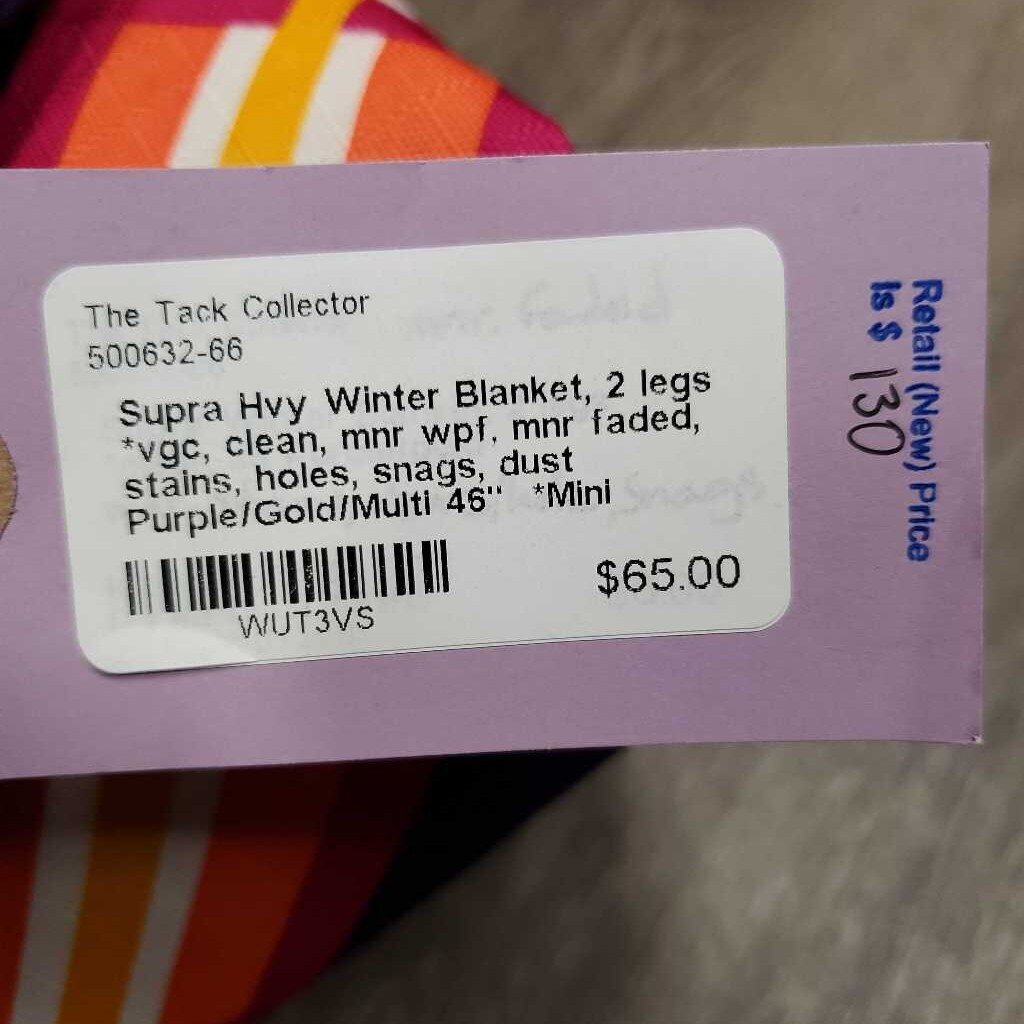 The Tack Collector
500632-66
Supra Hvy Winter Blanket, 2 legs
*vgc, clean, mnr wpf, mnr faded,
stains, holes, snags, dust
Purple/Gold/Multi 46" *Mini
$65.00
WUT3VS
Retail (New) Price
Is $ 130